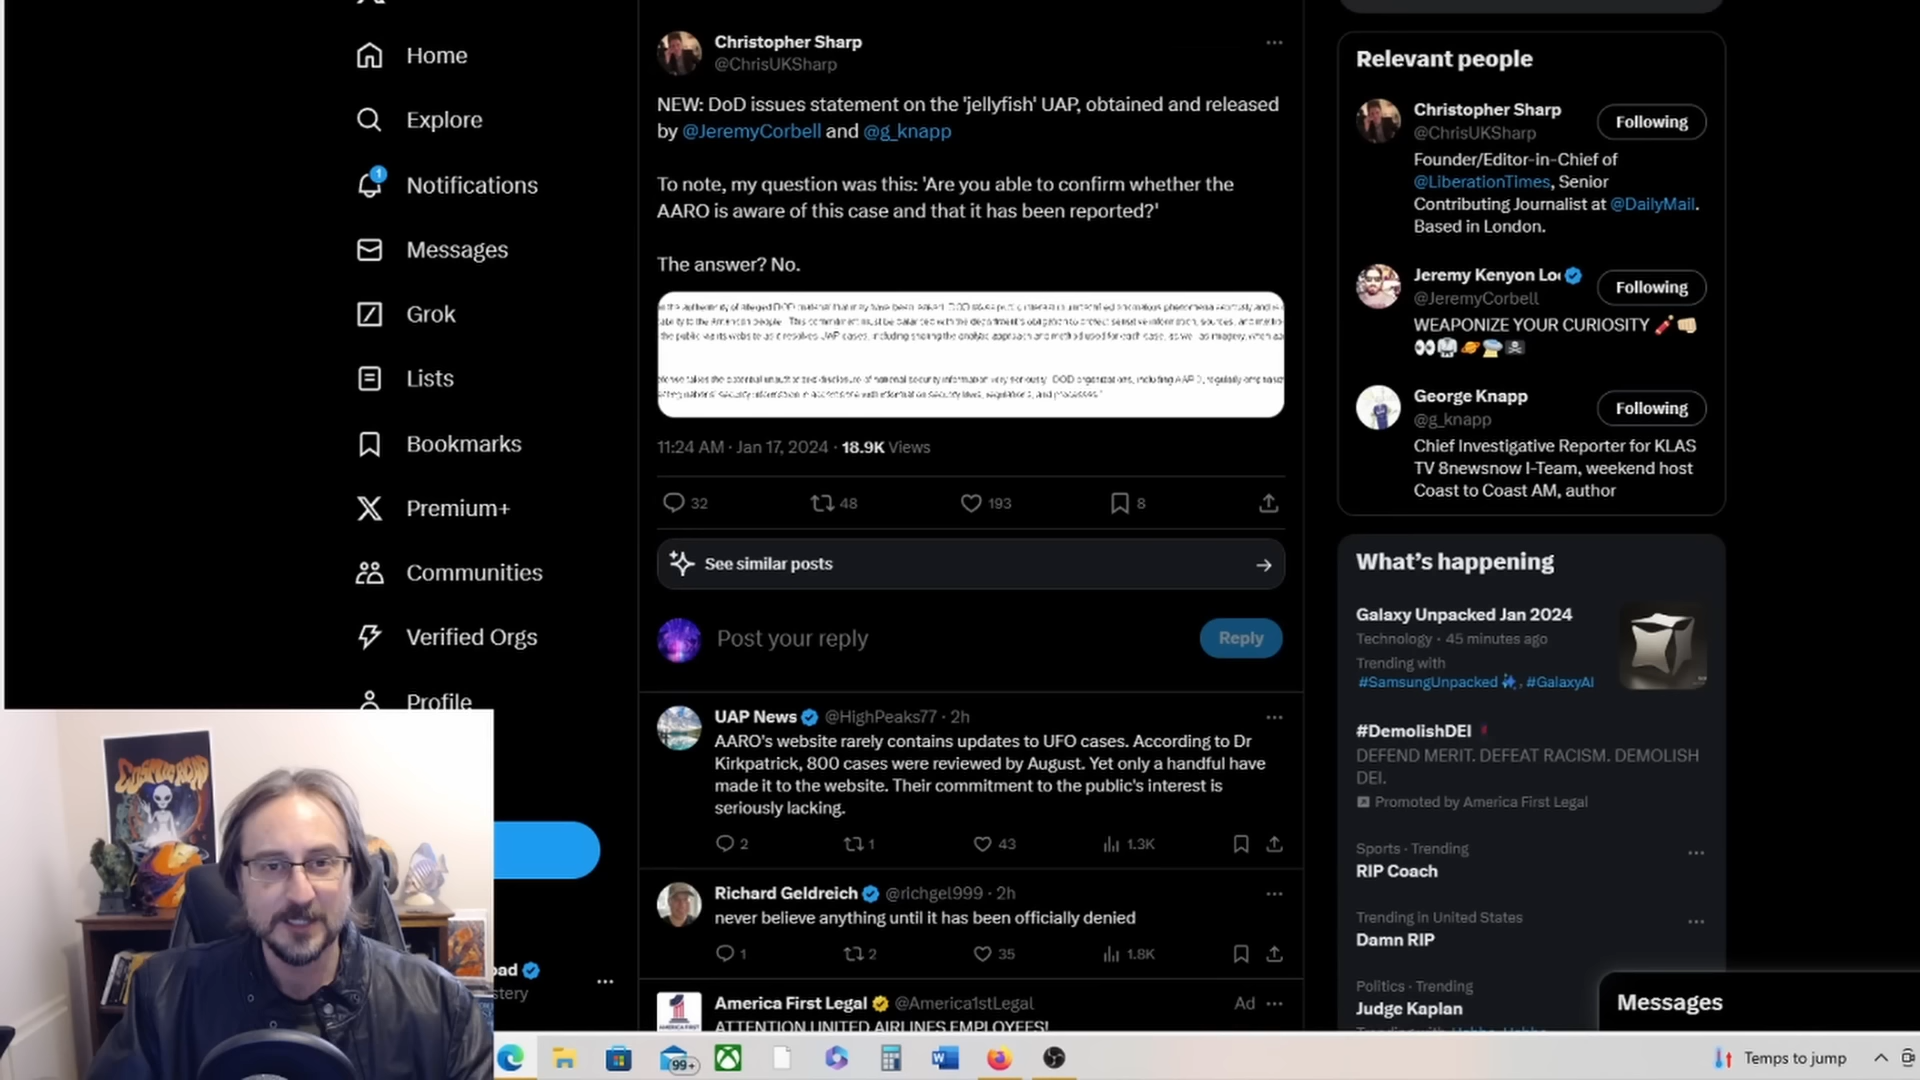 Home
Explore
1
Notifications
Messages
Grok
Lists
Bookmarks
Premium+
Communities
Verified Orgs
Profile
Christopher Sharp
@ChrisUKSharp
NEW: DoD issues statement on the 'jellyfish' UAP, obtained and released
by @JeremyCorbell and @g_knapp
To note, my question was this: 'Are you able to confirm whether the
AARO is aware of this case and that it has been reported?'
The answer? No.
11:24 AM · Jan 17, 2024 · 18.9K Views
32
48
193
8
See similar posts
Post your reply
Reply
UAP News @HighPeaks77 · 2h
AARO's website rarely contains updates to UFO cases. According to Dr
Kirkpatrick, 800 cases were reviewed by August. Yet only a handful have
made it to the website. Their commitment to the public's interest is
seriously lacking.
2
1
43
1.3K
Richard Geldreich @richgel999 · 2h
never believe anything until it has been officially denied
1
2
35
1.8K
America First Legal @America1stLegal Ad
ATTENTION UNITED AIRLINES EMPLOYEES!
Relevant people
Christopher Sharp
@ChrisUKSharp
Following
Founder/Editor-in-Chief of
@LiberationTimes, Senior
Contributing Journalist at @DailyMail.
Based in London.
Jeremy Kenyon Lo
@JeremyCorbell
Following
WEAPONIZE YOUR CURIOSITY
George Knapp
@g_knapp
Following
Chief Investigative Reporter for KLAS
TV 8newsnow I-Team, weekend host
Coast to Coast AM, author
What's happening
Galaxy Unpacked Jan 2024
Technology · 45 minutes ago
Trending with
#SamsungUnpacked , #GalaxyAI
#DemolishDEI
DEFEND MERIT. DEFEAT RACISM. DEMOLISH
DEI.
Promoted by America First Legal
Sports · Trending
RIP Coach
Trending in United States
Damn RIP
Politics · Trending
Judge Kaplan
Messages
99+
Temps to jump